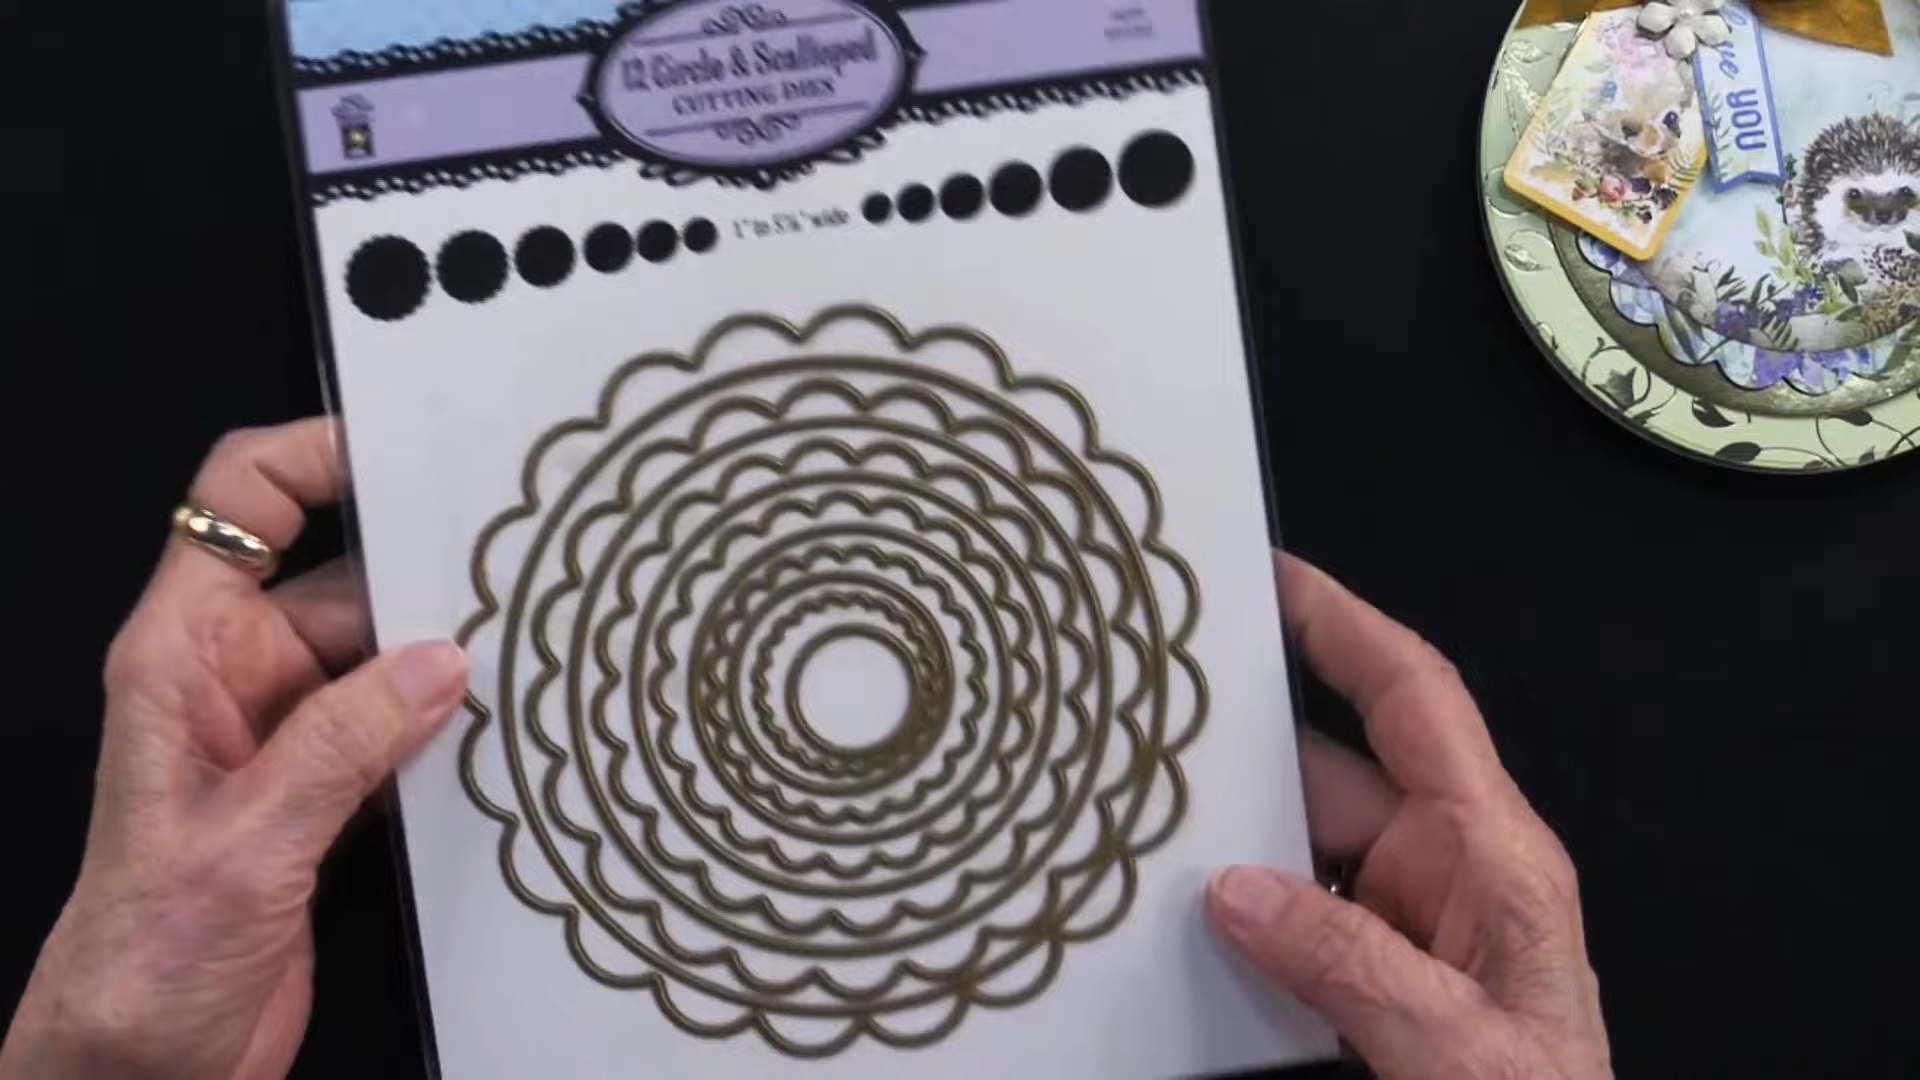 12 Circle & Scalloped
CUTTING DIES
1" to 5⅞" wide
you